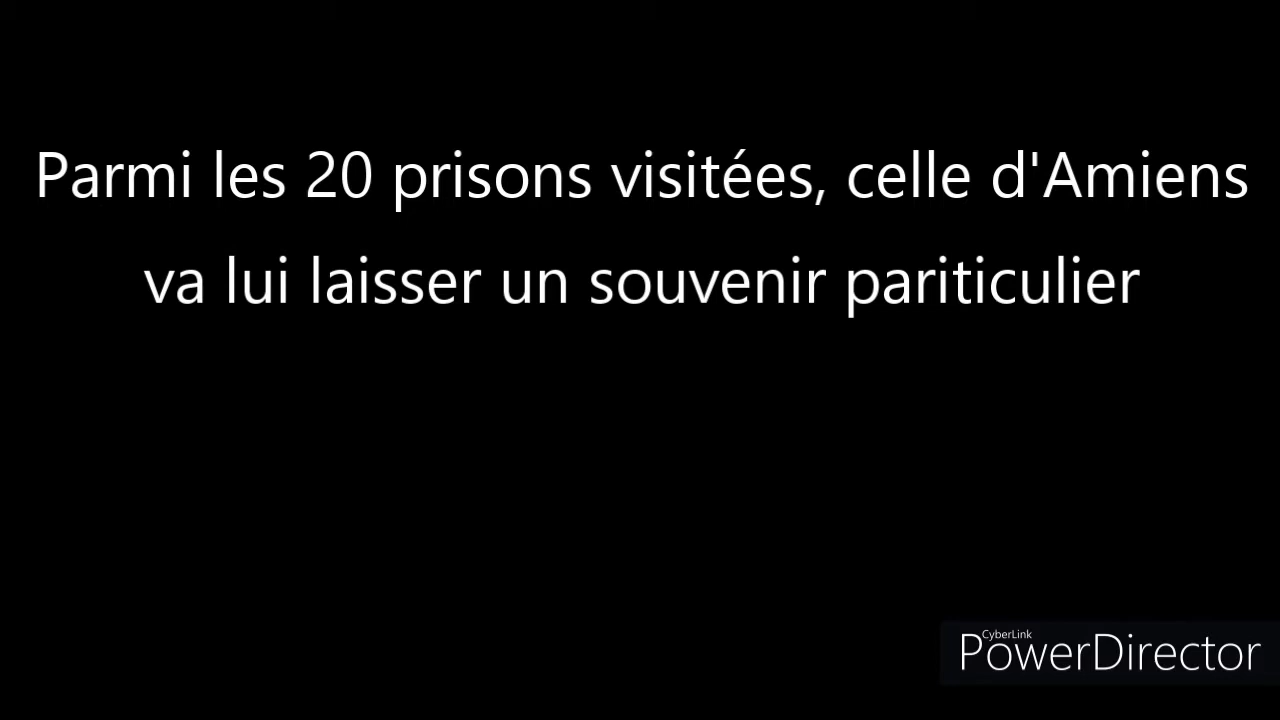 Parmi les 20 prisons visitées, celle d'Amiens
va lui laisser un souvenir pariticulier
CyberLink
PowerDirector